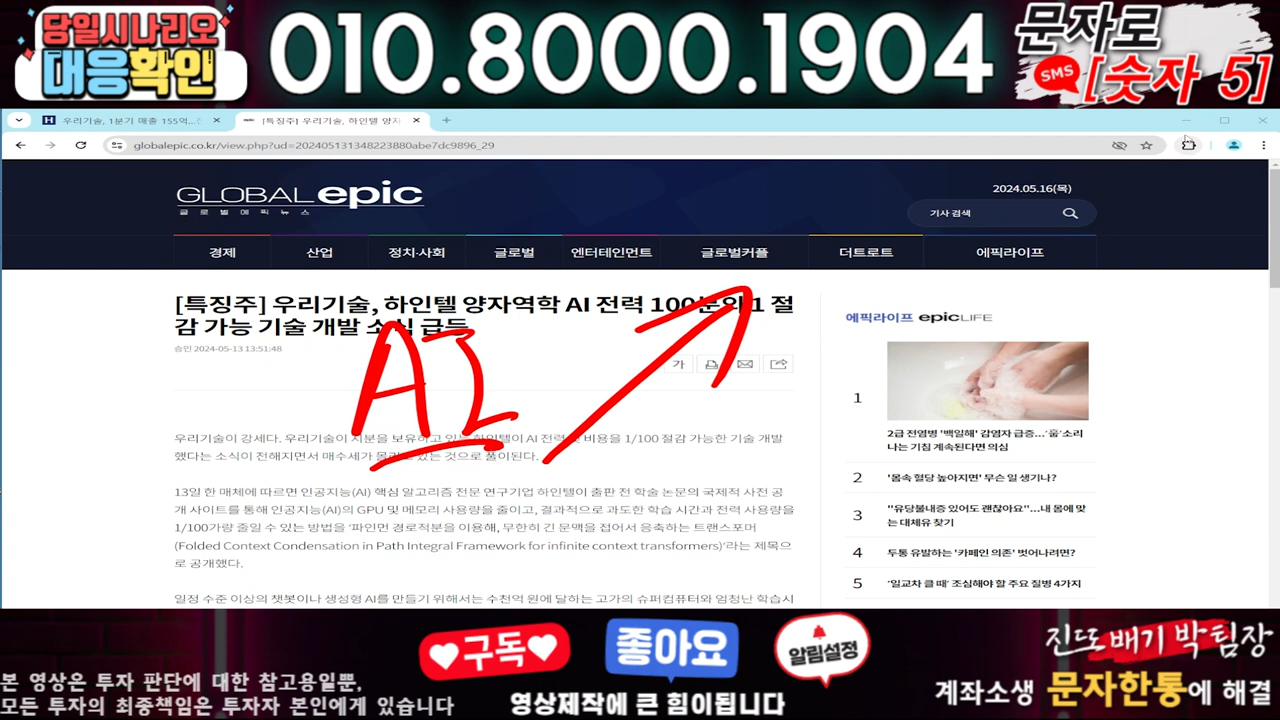 당일시나리오
대응확인
010.8000.1904
문자로
SMS
[숫자 5]
우리기술, 1분기 매출 155억...
[특징주] 우리기술, 하인텔 양자
globalepic.co.kr/view.php?ud=202405131348223880abe7dc9896_29
GLOBALepic
글로벌에픽뉴스
2024.05.16(목)
기사 검색
경제 산업 정치·사회 글로벌 엔터테인먼트 글로벌커플 더트로트 에픽라이프
[특징주] 우리기술, 하인텔 양자역학 AI 전력 100분의 1 절
감 가능 기술 개발 소식 급등
승인 2024-05-13 13:51:48
가
AI
우리기술이 강세다. 우리기술이 지분을 보유하고 있는 하인텔이 AI 전력 및 비용을 1/100 절감 가능한 기술 개발
했다는 소식이 전해지면서 매수세가 몰리고 있는 것으로 풀이된다.
13일 한 매체에 따르면 인공지능(AI) 핵심 알고리즘 전문 연구기업 하인텔이 출판 전 학술 논문의 국제적 사전 공
개 사이트를 통해 인공지능(AI)의 GPU 및 메모리 사용량을 줄이고, 결과적으로 과도한 학습 시간과 전력 사용량을
1/100가량 줄일 수 있는 방법을 '파인먼 경로적분을 이용해, 무한히 긴 문맥을 접어서 응축하는 트랜스포머
(Folded Context Condensation in Path Integral Framework for infinite context transformers)'라는 제목으
로 공개했다.
일정 수준 이상의 챗봇이나 생성형 AI를 만들기 위해서는 수천억 원에 달하는 고가의 슈퍼컴퓨터와 엄청난 학습시
에픽라이프 epicLIFE
1
2급 전염병 '백일해' 감염자 급증...'훕'소리
나는 기침 계속된다면 의심
2 '몸속 혈당 높아지면' 무슨 일 생기나?
3 "유당불내증 있어도 괜찮아요"...내 몸에 맞
는 대체유 찾기
4 두통 유발하는 '카페인 의존' 벗어나려면?
5 '일교차 클 때' 조심해야 할 주요 질병 4가지
구독
좋아요
알림설정
영상제작에 큰 힘이됩니다
본 영상은 투자 판단에 대한 참고용일뿐,
모든 투자의 최종책임은 투자자 본인에게 있습니다
진또배기 박팀장
계좌소생 문자한통에 해결